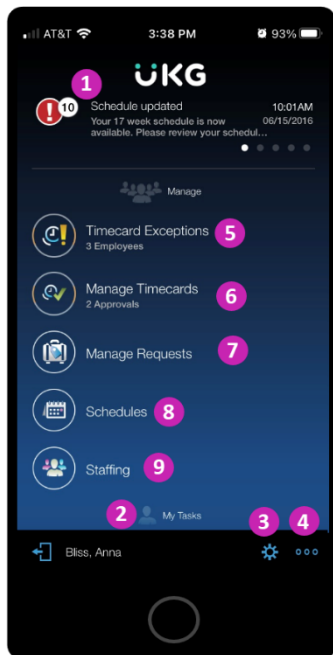 AT&T 3:38 PM 93%
UKG
1
10
Schedule updated 10:01AM
Your 17 week schedule is now 06/15/2016
available. Please review your schedul...
Manage
Timecard Exceptions 5
3 Employees
Manage Timecards 6
2 Approvals
Manage Requests 7
Schedules 8
Staffing 9
2 My Tasks 3 4
Bliss, Anna